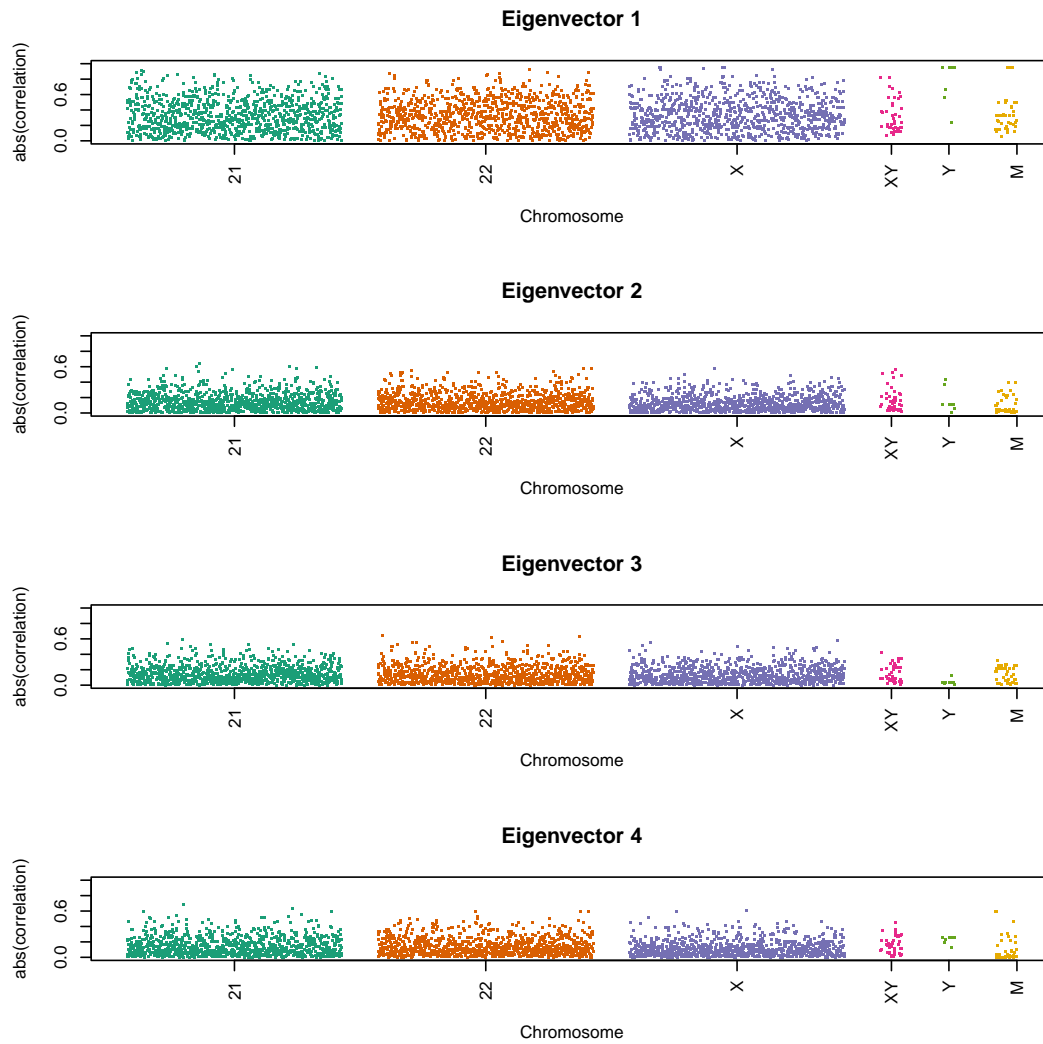 Eigenvector 1
abs(correlation)
0.0 0.6
21 22 X XY Y M
Chromosome
Eigenvector 2
abs(correlation)
0.0 0.6
21 22 X XY Y M
Chromosome
Eigenvector 3
abs(correlation)
0.0 0.6
21 22 X XY Y M
Chromosome
Eigenvector 4
abs(correlation)
0.0 0.6
21 22 X XY Y M
Chromosome